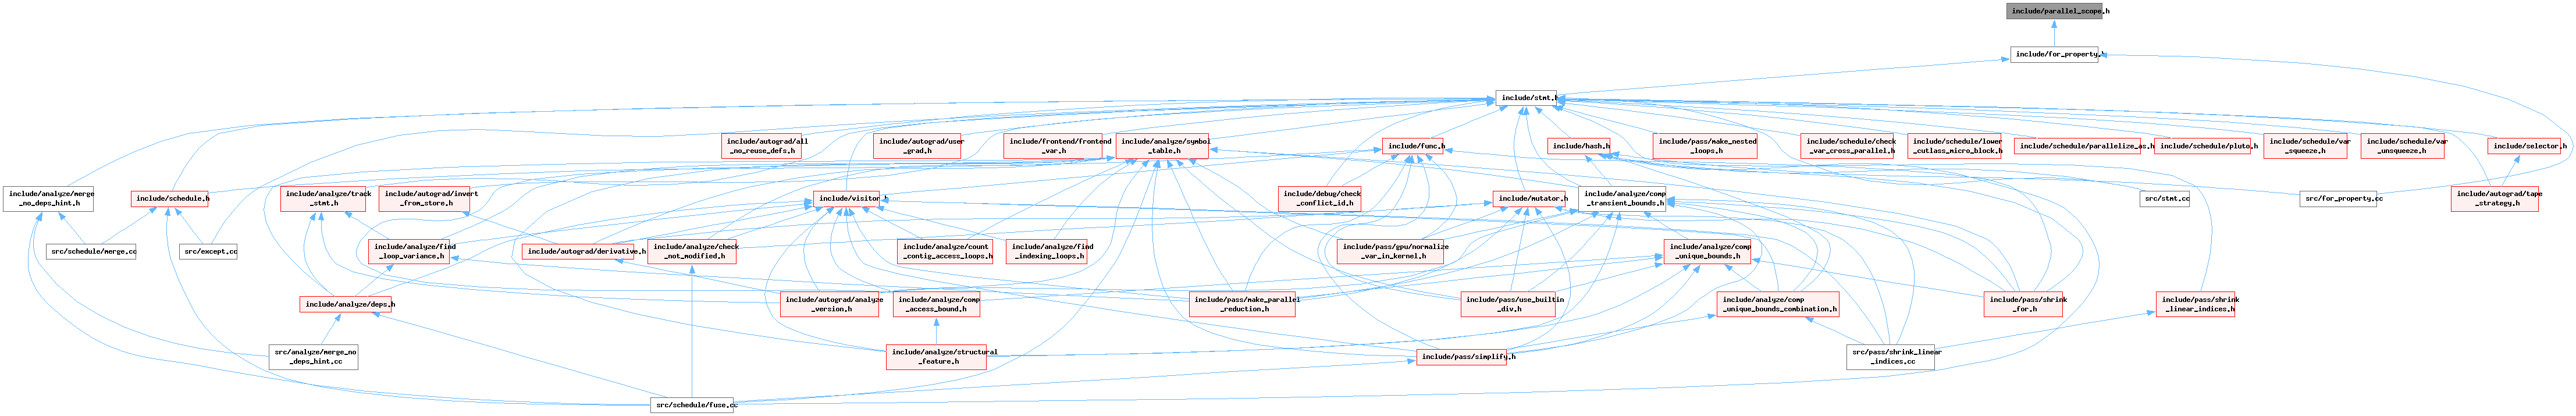 include/parallel_scope.h
include/for_property.h
include/stmt.h
include/autograd/all
_no_reuse_defs.h
include/autograd/user
_grad.h
include/frontend/frontend
_var.h
include/analyze/symbol
_table.h
include/func.h
include/hash.h
include/pass/make_nested
_loops.h
include/schedule/check
_var_cross_parallel.h
include/schedule/lower
_cutlass_micro_block.h
include/schedule/parallelize_as.h
include/schedule/pluto.h
include/schedule/var
_squeeze.h
include/schedule/var
_unsqueeze.h
include/selector.h
include/analyze/merge
_no_deps_hint.h
include/schedule.h
include/analyze/track
_stmt.h
include/autograd/invert
_from_store.h
include/visitor.h
include/debug/check
_conflict_id.h
include/mutator.h
include/analyze/comp
_transient_bounds.h
src/stmt.cc
src/for_property.cc
include/autograd/tape
_strategy.h
src/schedule/merge.cc
src/except.cc
include/analyze/find
_loop_variance.h
include/autograd/derivative.h
include/analyze/check
_not_modified.h
include/analyze/count
_contig_access_loops.h
include/analyze/find
_indexing_loops.h
include/pass/gpu/normalize
_var_in_kernel.h
include/analyze/comp
_unique_bounds.h
include/analyze/deps.h
include/autograd/analyze
_version.h
include/analyze/comp
_access_bound.h
include/pass/make_parallel
_reduction.h
include/pass/use_builtin
_div.h
include/analyze/comp
_unique_bounds_combination.h
include/pass/shrink
_for.h
include/pass/shrink
_linear_indices.h
src/analyze/merge_no
_deps_hint.cc
include/analyze/structural
_feature.h
include/pass/simplify.h
src/pass/shrink_linear
_indices.cc
src/schedule/fuse.cc